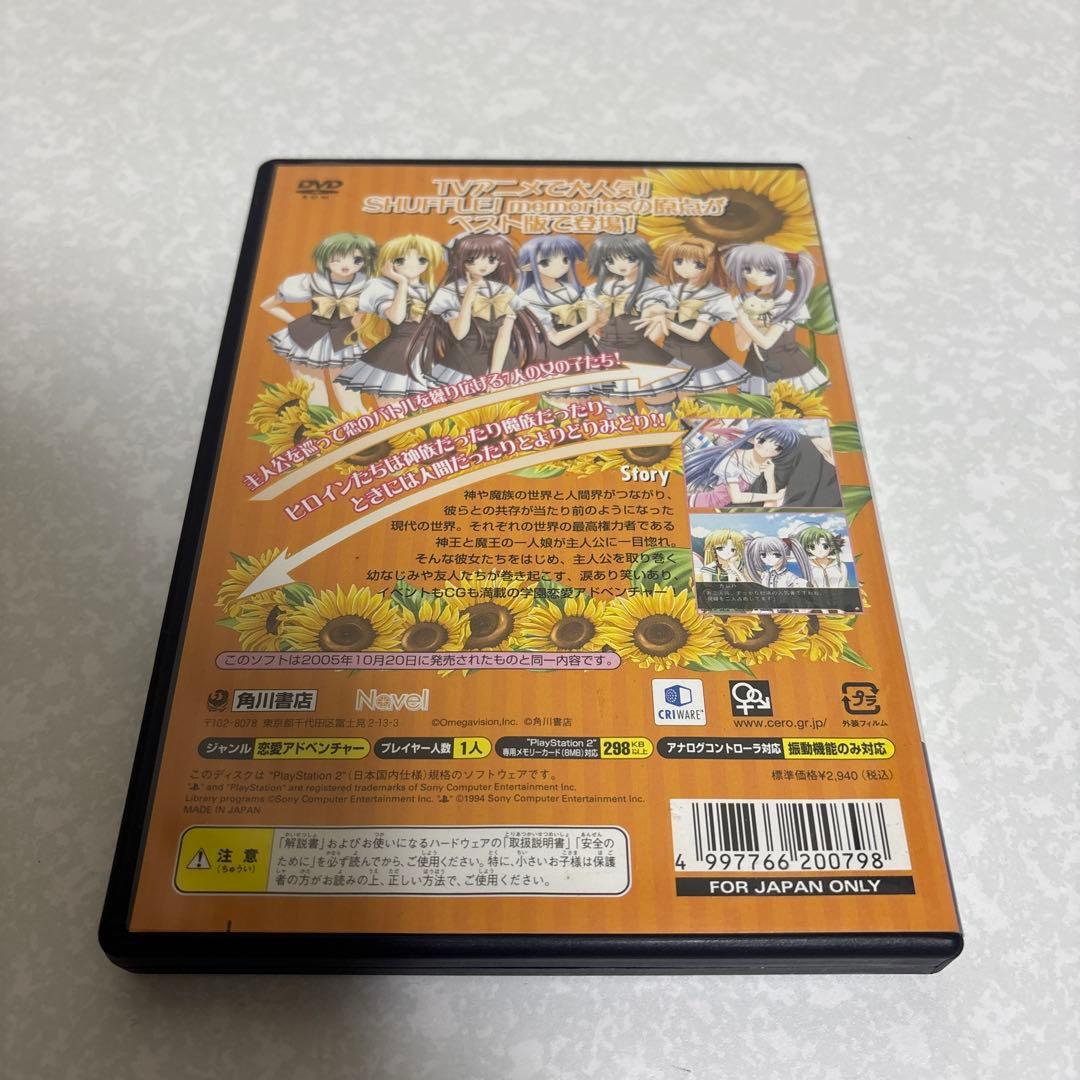 DVD
TVアニメで大人気!!
SHUFFLE! memoriesの原点が
ベスト版で登場!
主人公を巡って恋のバトルを繰り広げる7人の女の子たち!
ヒロインたちは神族だったり魔族だったり、
ときには人間だったりとよりどりみどり!!
Story
神や魔族の世界と人間界がつながり、
彼らとの共存が当たり前のようになった
現代の世界。それぞれの世界の最高権力者である
神王と魔王の一人娘が主人公に一目惚れ。
そんな彼女たちをはじめ、主人公を取り巻く
幼なじみや友人たちが巻き起こす、涙あり笑いあり、
イベントもCGも満載の学園恋愛アドベンチャー
このソフトは2005年10月20日に発売されたものと同一内容です。
角川書店
Navel
CRIWARE™
www.cero.gr.jp/
プラ
外装フィルム
〒102-8078 東京都千代田区富士見2-13-3
©Omegavision,Inc. ©角川書店
ジャンル 恋愛アドベンチャー
プレイヤー人数 1人
"PlayStation 2"
専用メモリーカード(8MB)対応 298KB以上
アナログコントローラ対応 振動機能のみ対応
このディスクは "PlayStation 2"(日本国内仕様)規格のソフトウェアです。
標準価格¥2,940(税込)
" " and "PlayStation" are registered trademarks of Sony Computer Entertainment Inc.
Library programs ©Sony Computer Entertainment Inc. " " ©1994 Sony Computer Entertainment Inc.
MADE IN JAPAN
注意
(ちゅうい)
「解説書」およびお使いになるハードウェアの「取扱説明書」「安全の
ために」を必ず読んでから、ご使用ください。特に、小さいお子様は保護
者の方がお読みの上、正しい方法で、ご使用ください。
4 997766 200798
FOR JAPAN ONLY